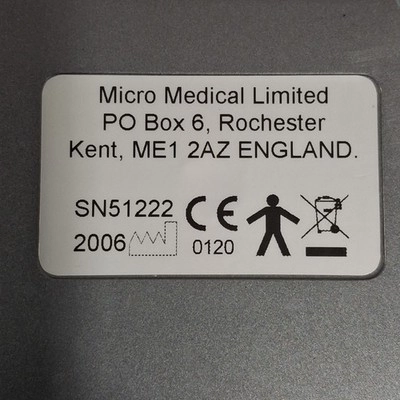 Micro Medical Limited
PO Box 6, Rochester
Kent, ME1 2AZ ENGLAND.
SN51222 CE
2006 0120